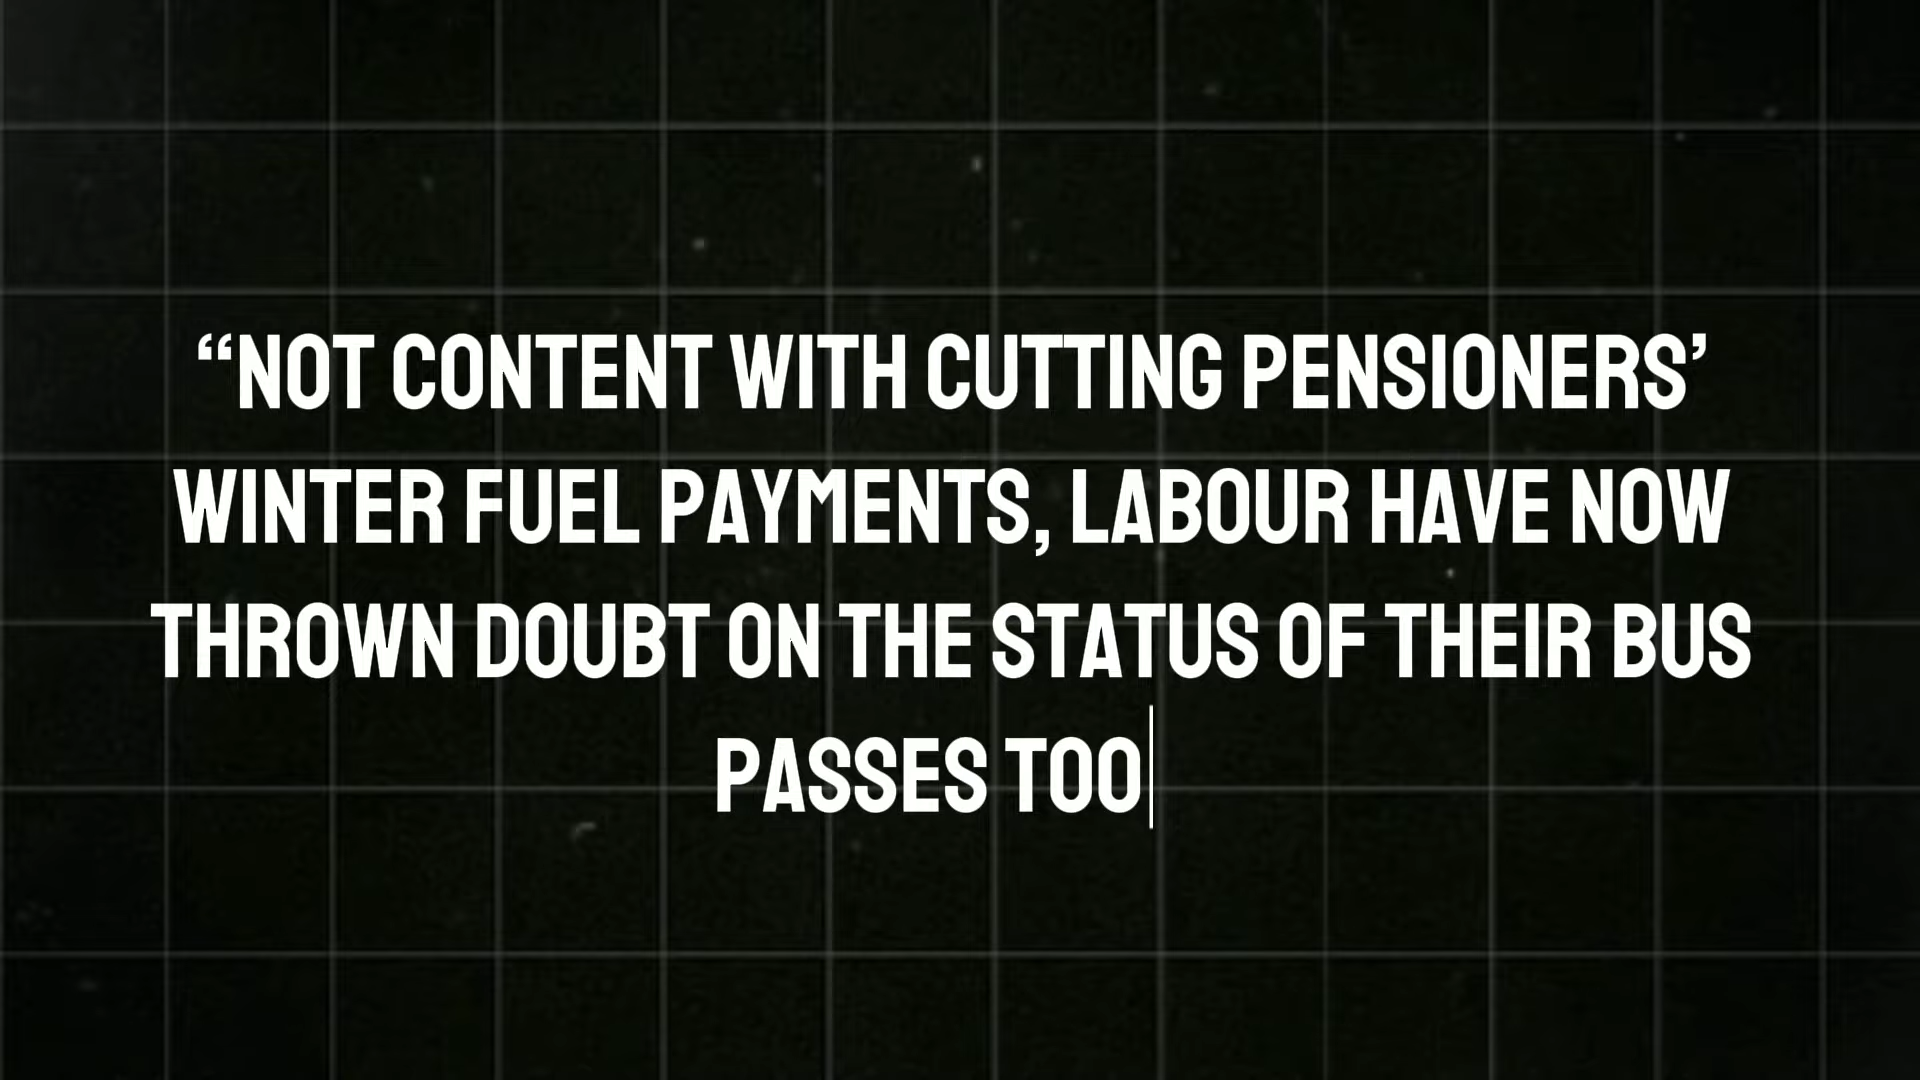 “NOT CONTENT WITH CUTTING PENSIONERS’
WINTER FUEL PAYMENTS, LABOUR HAVE NOW
THROWN DOUBT ON THE STATUS OF THEIR BUS
PASSES TOO